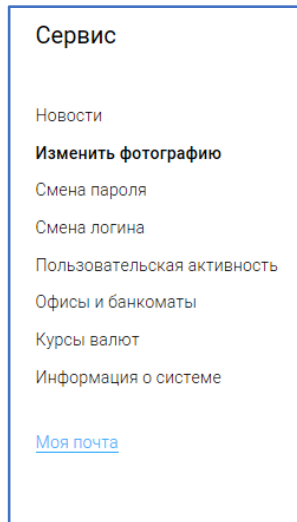 Сервис
Новости
Изменить фотографию
Смена пароля
Смена логина
Пользовательская активность
Офисы и банкоматы
Курсы валют
Информация о системе
Моя почта